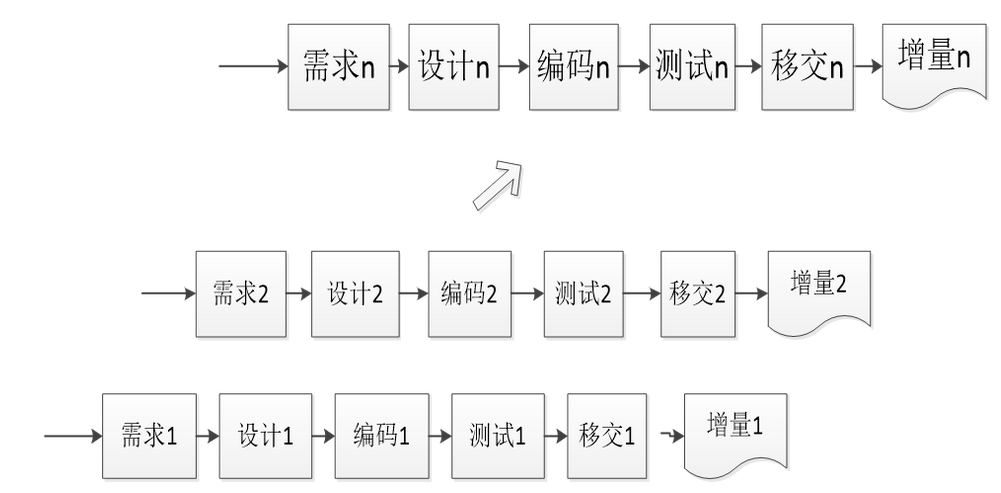 需求n 设计n 编码n 测试n 移交n 增量n
需求2 设计2 编码2 测试2 移交2 增量2
需求1 设计1 编码1 测试1 移交1 增量1